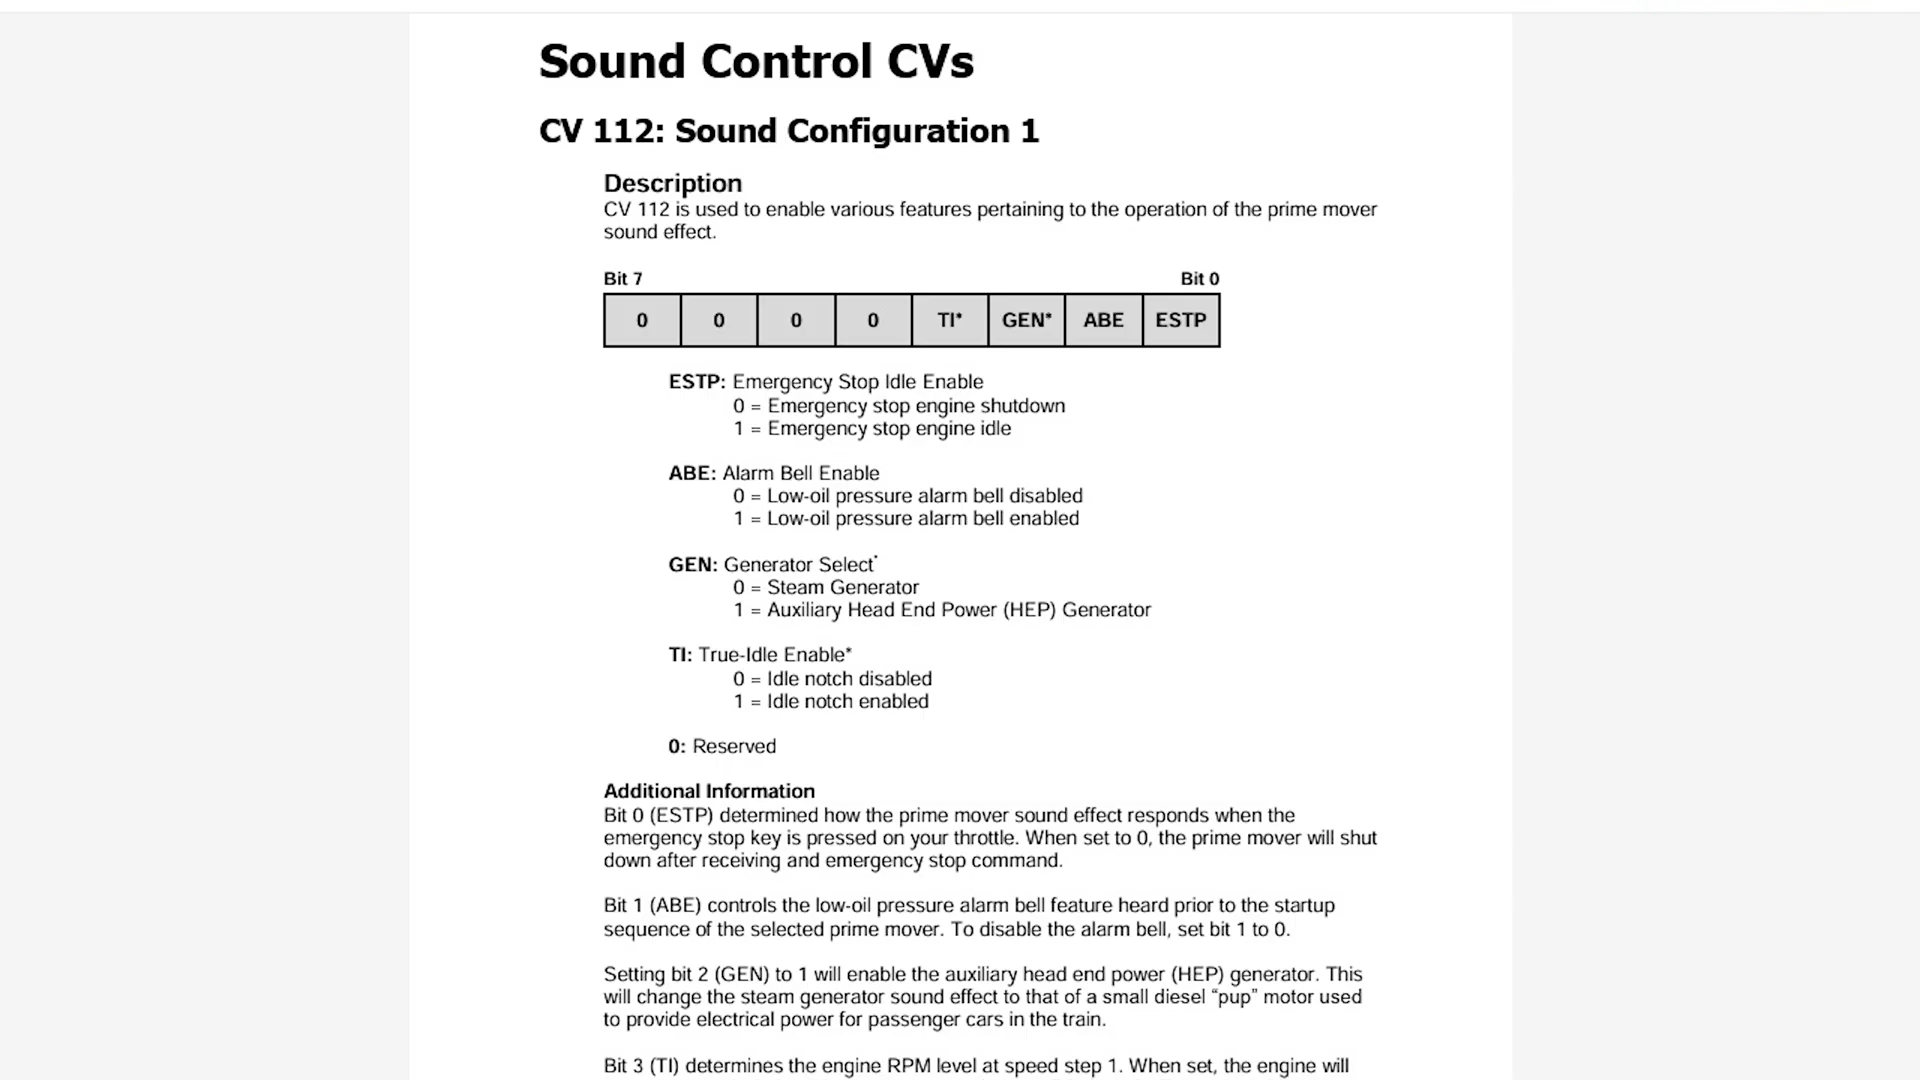 Sound Control CVs
CV 112: Sound Configuration 1
Description
CV 112 is used to enable various features pertaining to the operation of the prime mover
sound effect.
Bit 7 Bit 0
0 0 0 0 TI* GEN* ABE ESTP
ESTP: Emergency Stop Idle Enable
0 = Emergency stop engine shutdown
1 = Emergency stop engine idle
ABE: Alarm Bell Enable
0 = Low-oil pressure alarm bell disabled
1 = Low-oil pressure alarm bell enabled
GEN: Generator Select*
0 = Steam Generator
1 = Auxiliary Head End Power (HEP) Generator
TI: True-Idle Enable*
0 = Idle notch disabled
1 = Idle notch enabled
0: Reserved
Additional Information
Bit 0 (ESTP) determined how the prime mover sound effect responds when the
emergency stop key is pressed on your throttle. When set to 0, the prime mover will shut
down after receiving and emergency stop command.
Bit 1 (ABE) controls the low-oil pressure alarm bell feature heard prior to the startup
sequence of the selected prime mover. To disable the alarm bell, set bit 1 to 0.
Setting bit 2 (GEN) to 1 will enable the auxiliary head end power (HEP) generator. This
will change the steam generator sound effect to that of a small diesel “pup” motor used
to provide electrical power for passenger cars in the train.
Bit 3 (TI) determines the engine RPM level at speed step 1. When set, the engine will